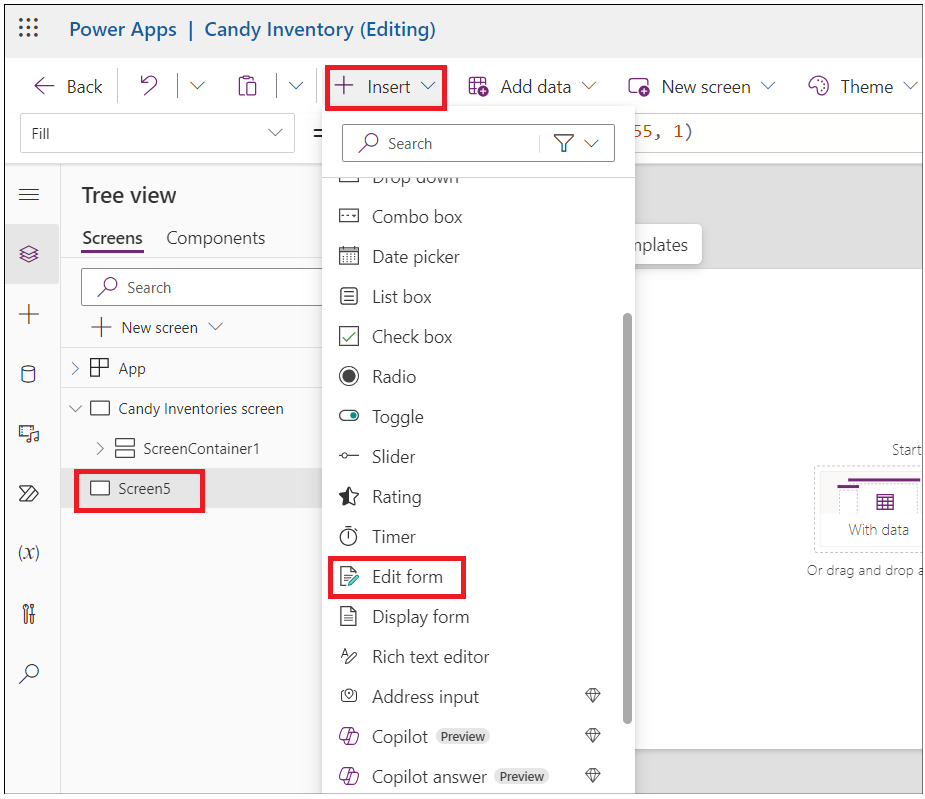 Power Apps | Candy Inventory (Editing)
Back
Insert
Add data
New screen
Theme
Fill
=
Search
55, 1)
Drop down
Tree view
Combo box
Screens
Components
mplates
Date picker
Search
List box
New screen
Check box
App
Radio
Candy Inventories screen
Toggle
ScreenContainer1
Slider
Start
Screen5
Rating
With data
Timer
(x)
Edit form
Or drag and drop a
Display form
Rich text editor
Address input
Copilot Preview
Copilot answer Preview